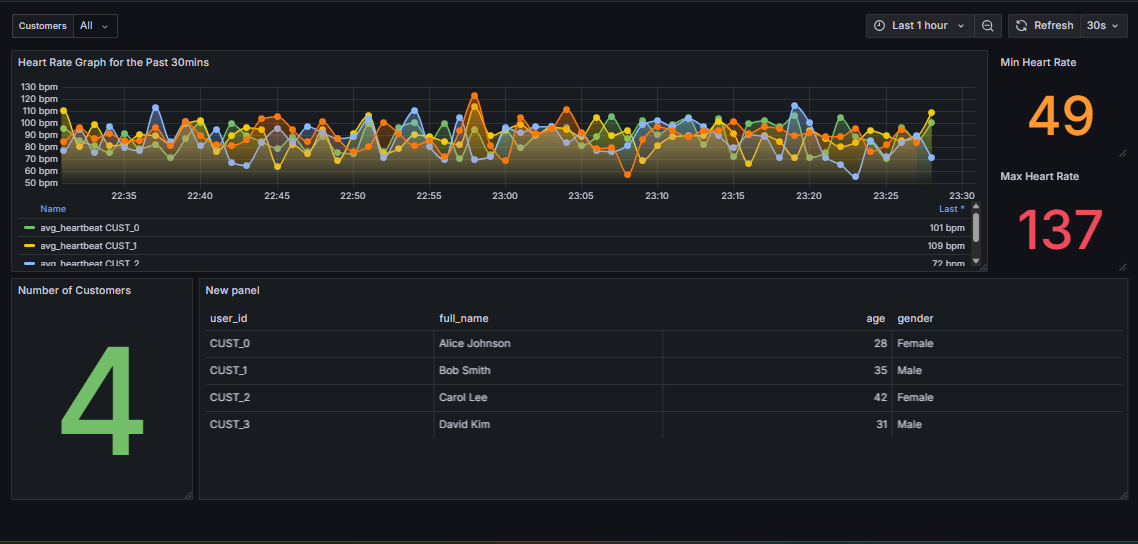 Customers All Last 1 hour Refresh 30s
Heart Rate Graph for the Past 30mins
130 bpm
120 bpm
110 bpm
100 bpm
90 bpm
80 bpm
70 bpm
60 bpm
50 bpm
22:35 22:40 22:45 22:50 22:55 23:00 23:05 23:10 23:15 23:20 23:25 23:30
Name Last *
avg_heartbeat CUST_0 101 bpm
avg_heartbeat CUST_1 109 bpm
avg_heartbeat CUST_2 72 bpm
Min Heart Rate
49
Max Heart Rate
137
Number of Customers
4
New panel
user_id full_name age gender
CUST_0 Alice Johnson 28 Female
CUST_1 Bob Smith 35 Male
CUST_2 Carol Lee 42 Female
CUST_3 David Kim 31 Male